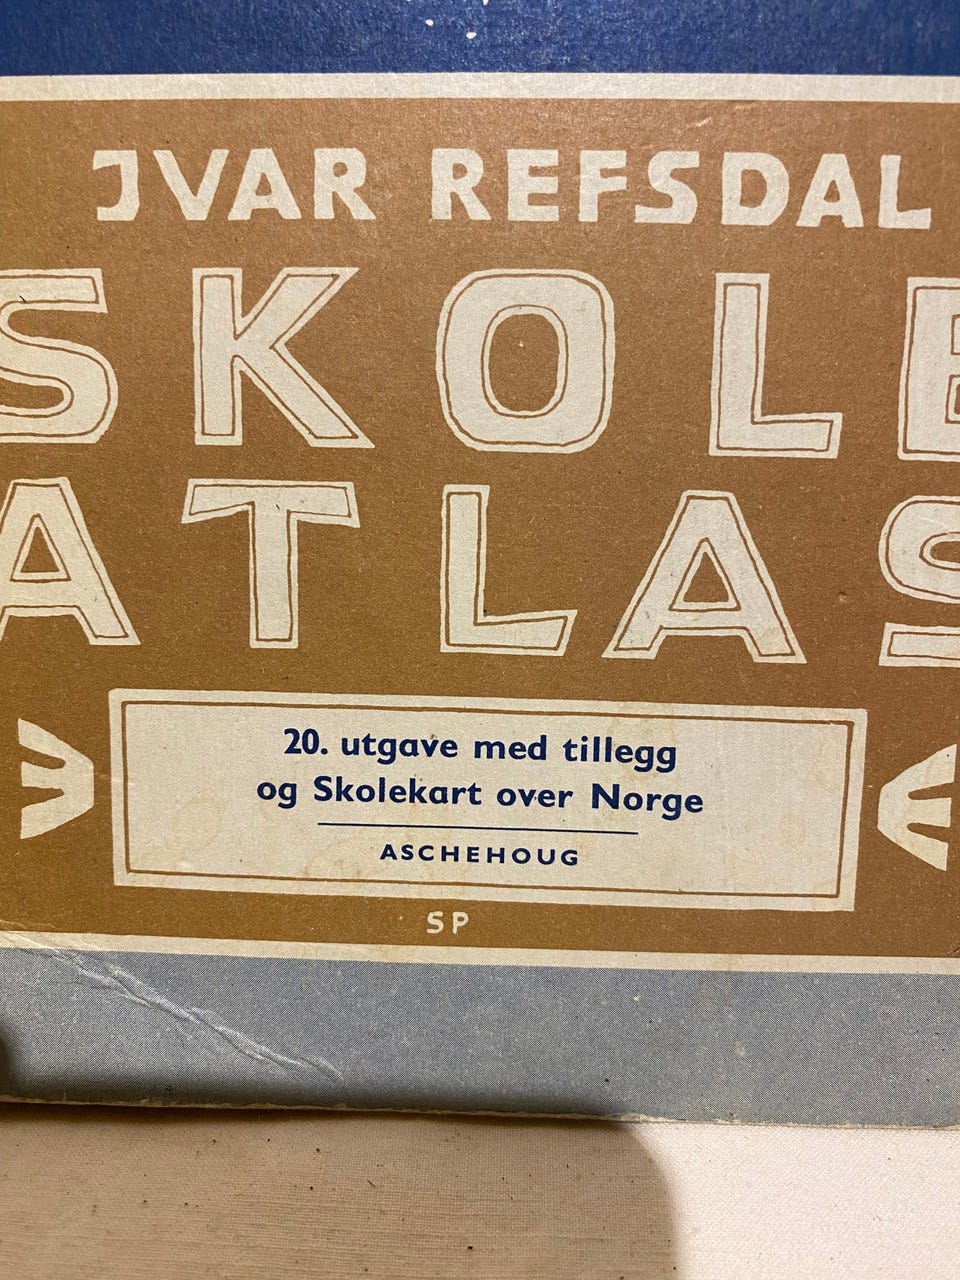 JVAR REFSDAL
SKOLE
ATLAS
20. utgave med tillegg
og Skolekart over Norge
ASCHEHOUG
SP